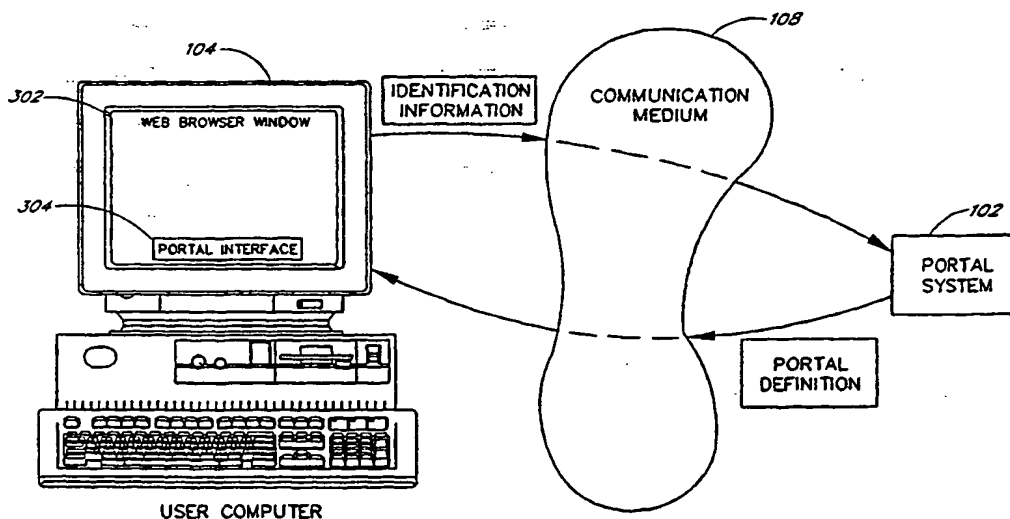 108
104
302
WEB BROWSER WINDOW
IDENTIFICATION
INFORMATION
COMMUNICATION
MEDIUM
304
PORTAL INTERFACE
102
PORTAL
SYSTEM
PORTAL
DEFINITION
USER COMPUTER